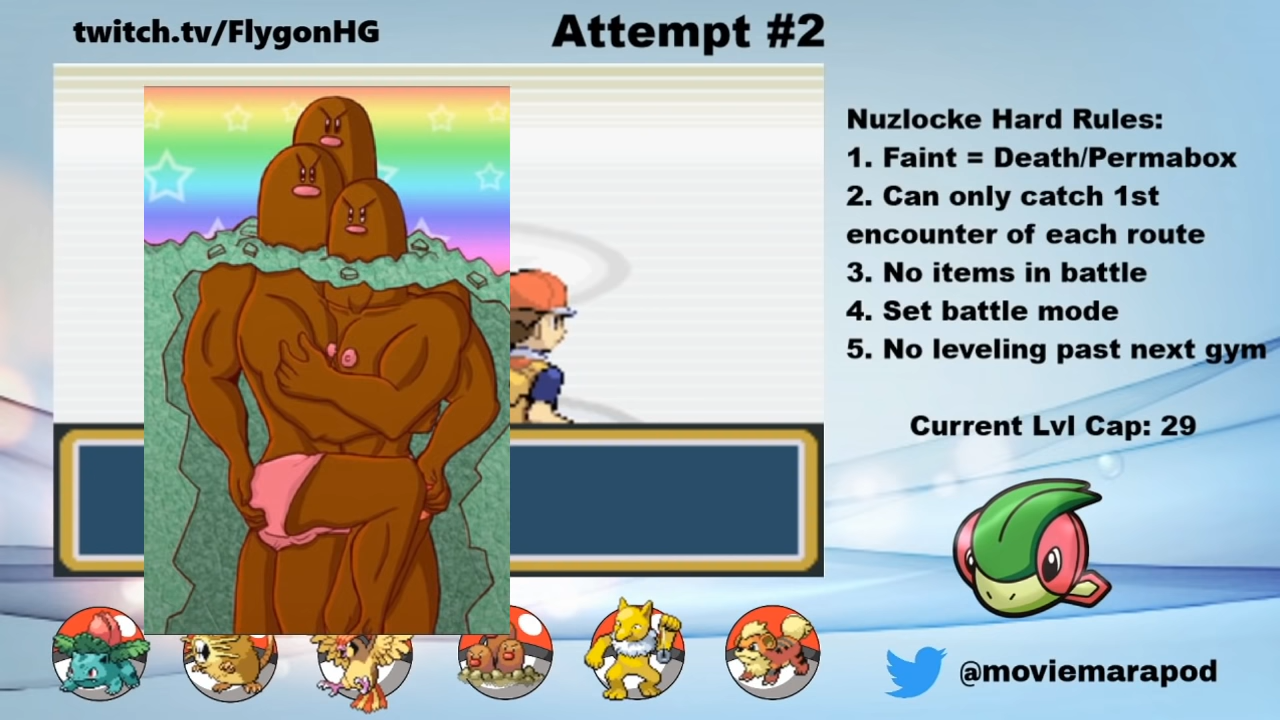 twitch.tv/FlygonHG
Attempt #2
Nuzlocke Hard Rules:
1. Faint = Death/Permabox
2. Can only catch 1st
encounter of each route
3. No items in battle
4. Set battle mode
5. No leveling past next gym
Current Lvl Cap: 29
@moviemarapod